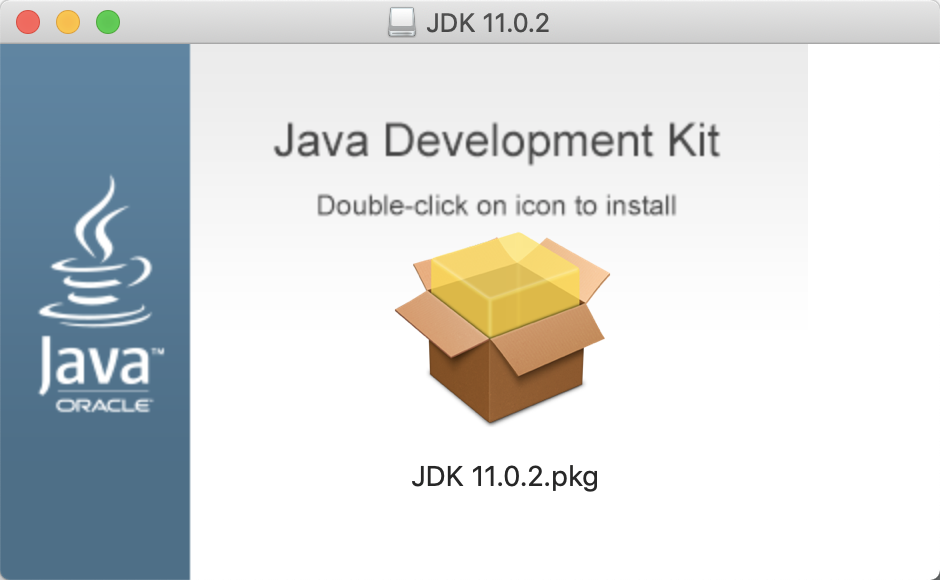 JDK 11.0.2
Java Development Kit
Double-click on icon to install
Java™
ORACLE
JDK 11.0.2.pkg